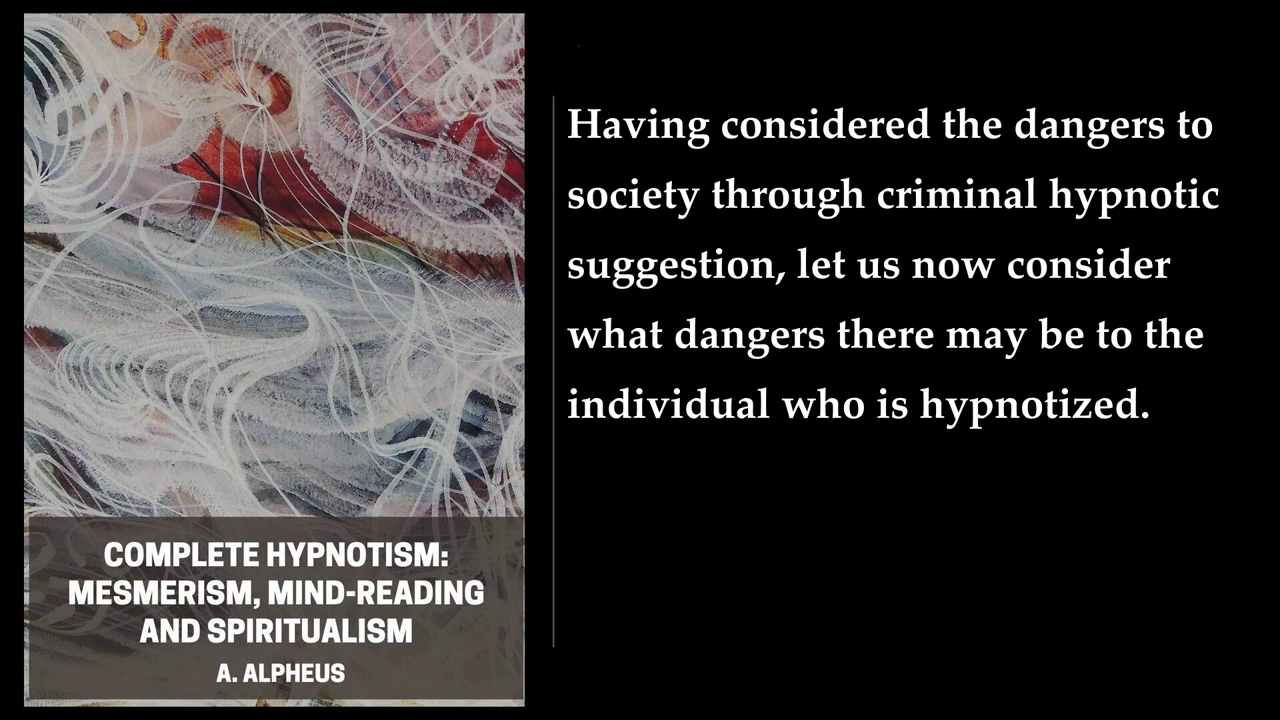 Having considered the dangers to
society through criminal hypnotic
suggestion, let us now consider
what dangers there may be to the
individual who is hypnotized.
COMPLETE HYPNOTISM:
MESMERISM, MIND-READING
AND SPIRITUALISM
A. ALPHEUS